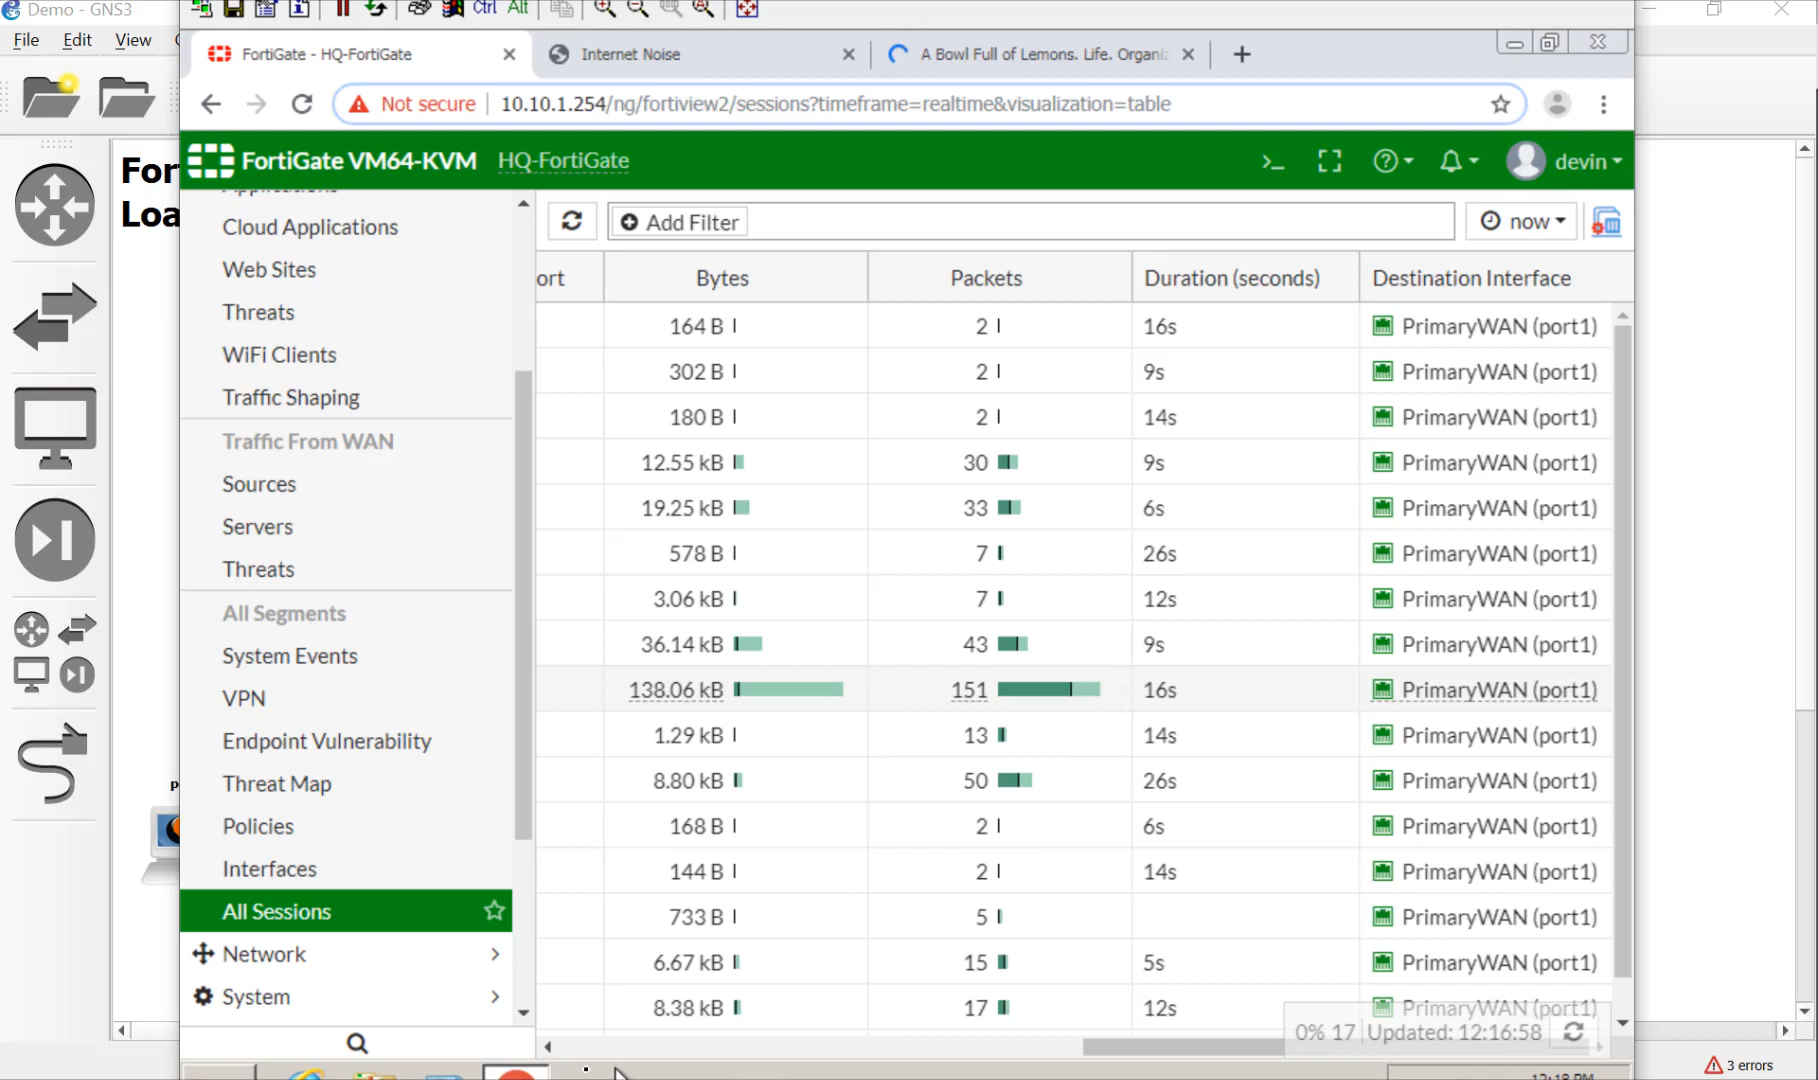 Demo - GNS3
File Edit View
Ctrl Alt
FortiGate - HQ-FortiGate
Internet Noise
A Bowl Full of Lemons. Life. Organiz
Not secure 10.10.1.254/ng/fortiview2/sessions?timeframe=realtime&visualization=table
FortiGate VM64-KVM HQ-FortiGate
devin
For
Loa
Applications
Cloud Applications
Web Sites
Threats
WiFi Clients
Traffic Shaping
Traffic From WAN
Sources
Servers
Threats
All Segments
System Events
VPN
Endpoint Vulnerability
Threat Map
Policies
Interfaces
All Sessions
Network
System
Add Filter
now
ort Bytes Packets Duration (seconds) Destination Interface
164 B 2 16s PrimaryWAN (port1)
302 B 2 9s PrimaryWAN (port1)
180 B 2 14s PrimaryWAN (port1)
12.55 kB 30 9s PrimaryWAN (port1)
19.25 kB 33 6s PrimaryWAN (port1)
578 B 7 26s PrimaryWAN (port1)
3.06 kB 7 12s PrimaryWAN (port1)
36.14 kB 43 9s PrimaryWAN (port1)
138.06 kB 151 16s PrimaryWAN (port1)
1.29 kB 13 14s PrimaryWAN (port1)
8.80 kB 50 26s PrimaryWAN (port1)
168 B 2 6s PrimaryWAN (port1)
144 B 2 14s PrimaryWAN (port1)
733 B 5 PrimaryWAN (port1)
6.67 kB 15 5s PrimaryWAN (port1)
8.38 kB 17 12s PrimaryWAN (port1)
0% 17 Updated: 12:16:58
3 errors
12:18 PM